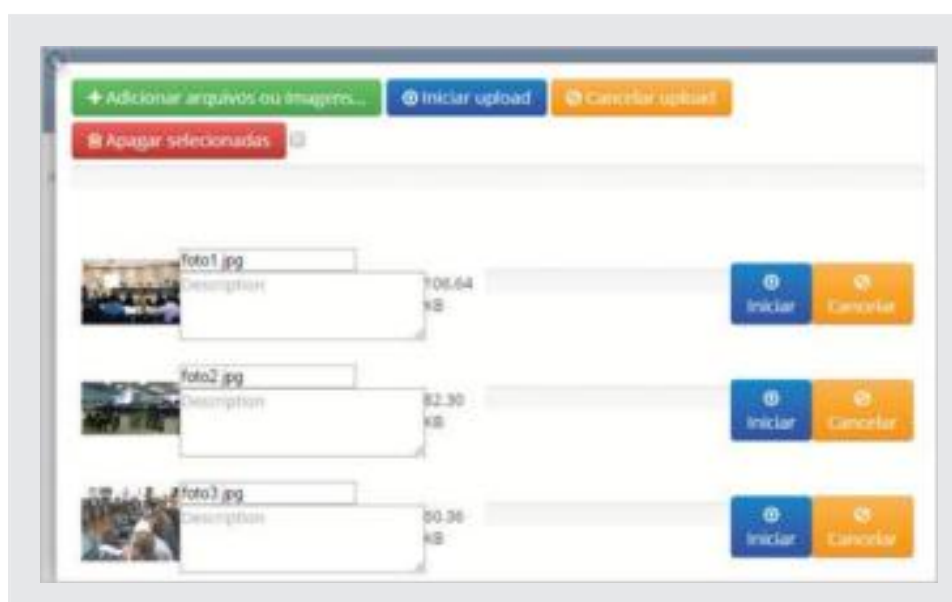 Adicionar arquivos ou imagens...
Iniciar upload
Cancelar upload
Apagar selecionadas
foto1.jpg
Description
106.64 KB
Iniciar
Cancelar
foto2.jpg
Description
82.30 KB
Iniciar
Cancelar
foto3.jpg
Description
60.36 KB
Iniciar
Cancelar